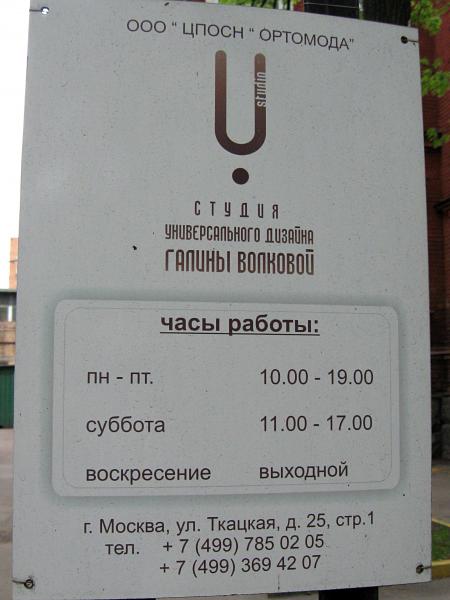 ООО " ЦПОСН " ОРТОМОДА"
studio
СТУДИЯ
УНИВЕРСАЛЬНОГО ДИЗАЙНА
ГАЛИНЫ ВОЛКОВОЙ
часы работы:
пн - пт. 10.00 - 19.00
суббота 11.00 - 17.00
воскресение выходной
г. Москва, ул. Ткацкая, д. 25, стр.1
тел. + 7 (499) 785 02 05
+ 7 (499) 369 42 07